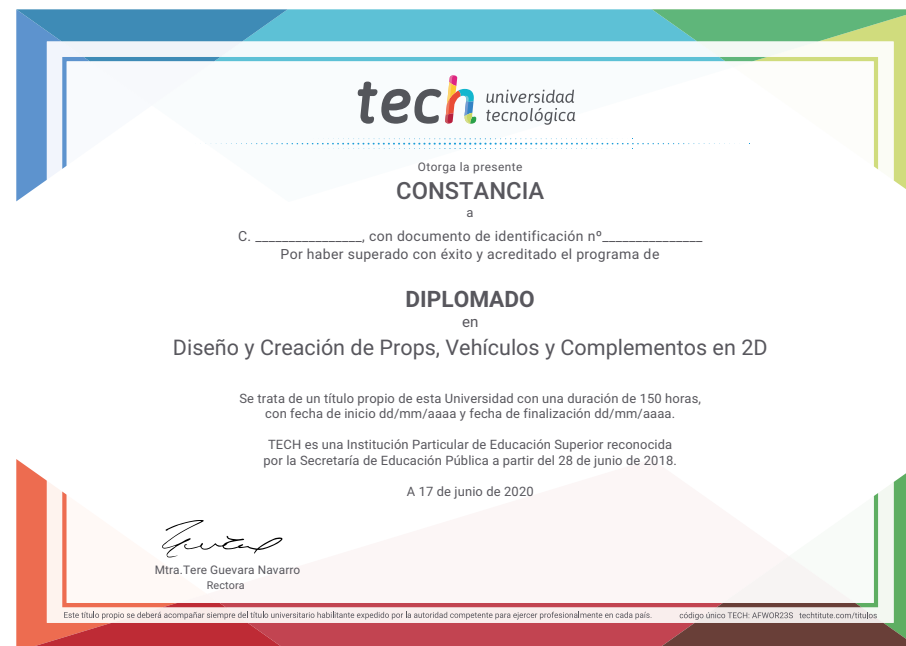 tech universidad
tecnológica
Otorga la presente
CONSTANCIA
a
C. ________________, con documento de identificación nº_______________
Por haber superado con éxito y acreditado el programa de
DIPLOMADO
en
Diseño y Creación de Props, Vehículos y Complementos en 2D
Se trata de un título propio de esta Universidad con una duración de 150 horas,
con fecha de inicio dd/mm/aaaa y fecha de finalización dd/mm/aaaa.
TECH es una Institución Particular de Educación Superior reconocida
por la Secretaría de Educación Pública a partir del 28 de junio de 2018.
A 17 de junio de 2020
Mtra.Tere Guevara Navarro
Rectora
Este título propio se deberá acompañar siempre del título universitario habilitante expedido por la autoridad competente para ejercer profesionalmente en cada país. código único TECH: AFWOR23S techtitute.com/titulos